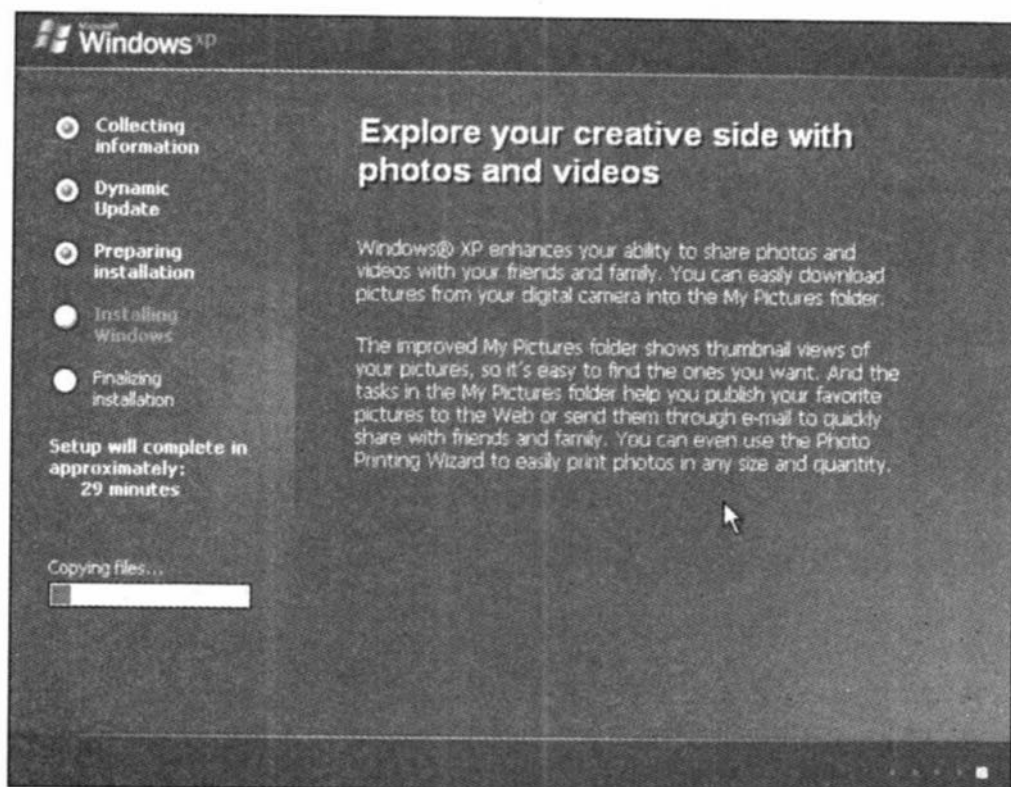 Microsoft
Windows xp
Collecting
information
Dynamic
Update
Preparing
installation
Installing
Windows
Finalizing
installation
Setup will complete in
approximately:
29 minutes
Copying files...
Explore your creative side with
photos and videos
Windows® XP enhances your ability to share photos and
videos with your friends and family. You can easily download
pictures from your digital camera into the My Pictures folder.
The improved My Pictures folder shows thumbnail views of
your pictures, so it's easy to find the ones you want. And the
tasks in the My Pictures folder help you publish your favorite
pictures to the Web or send them through e-mail to quickly
share with friends and family. You can even use the Photo
Printing Wizard to easily print photos in any size and quantity.